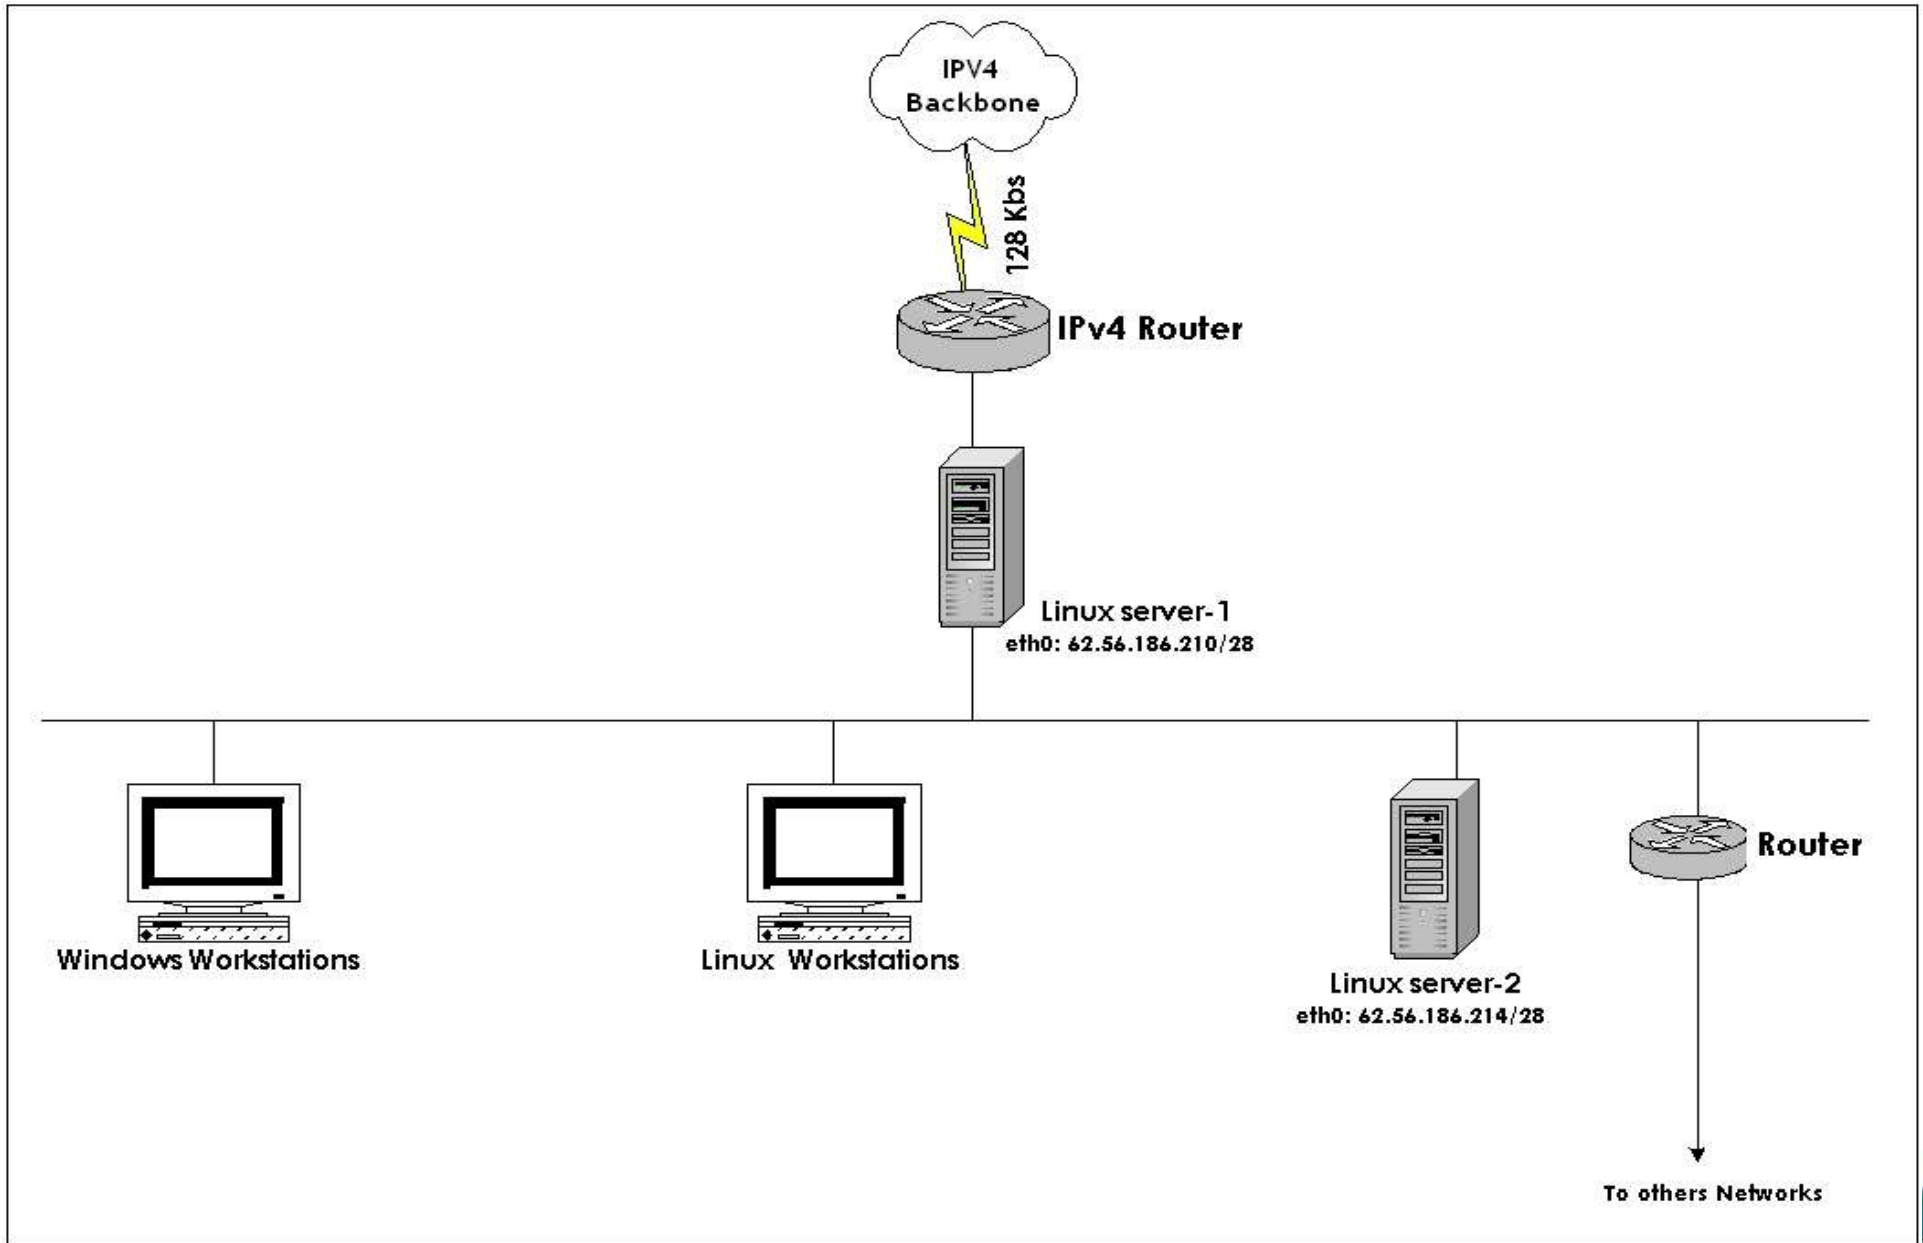 IPV4
Backbone
128 Kbs
IPv4 Router
Linux server-1
eth0: 62.56.186.210/28
Router
Windows Workstations
Linux Workstations
Linux server-2
eth0: 62.56.186.214/28
To others Networks